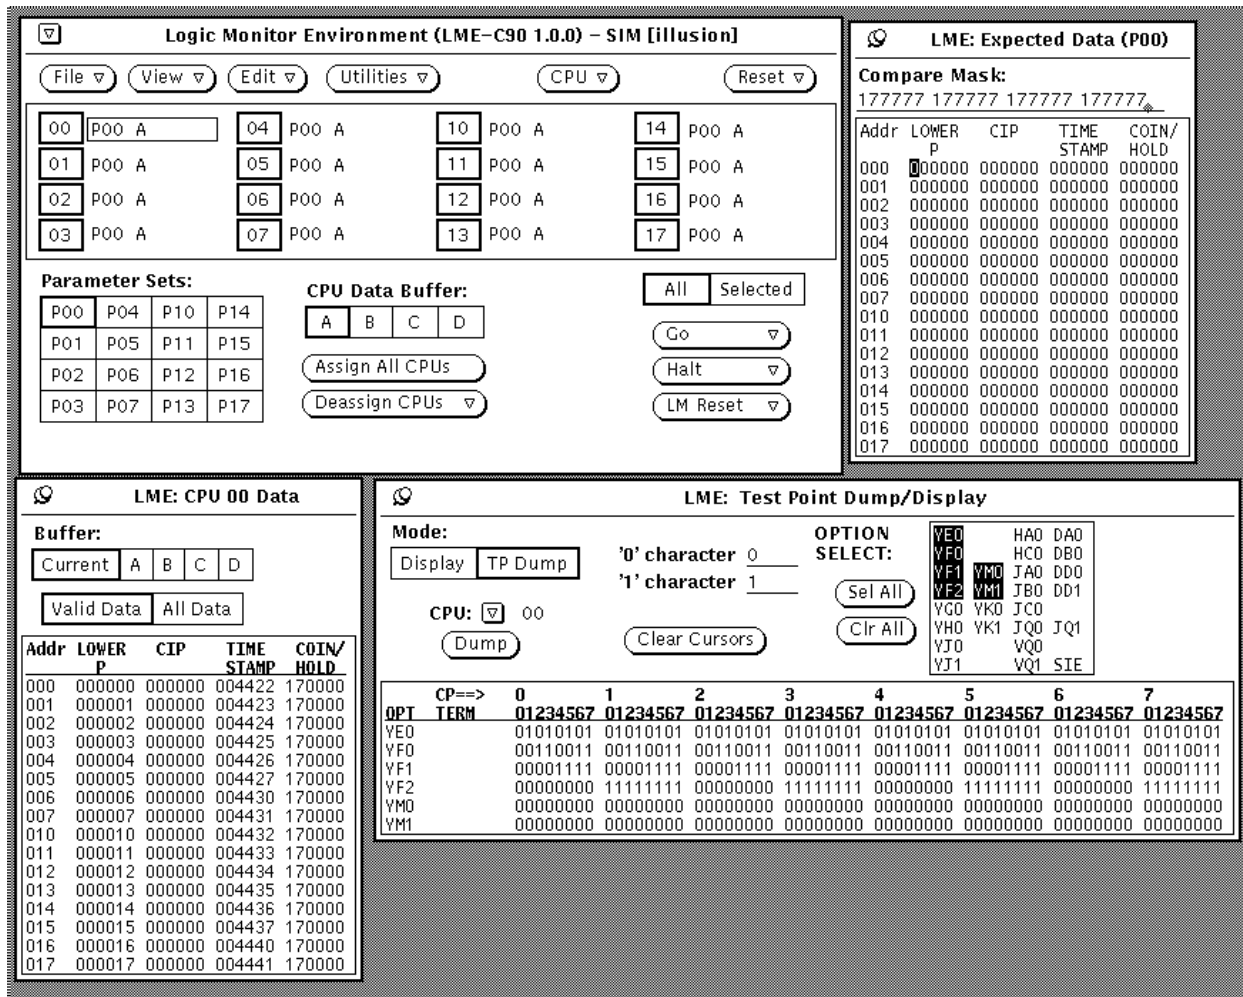 Logic Monitor Environment (LME–C90 1.0.0) – SIM [illusion]
File View Edit Utilities CPU Reset
00 P00 A 04 P00 A 10 P00 A 14 P00 A
01 P00 A 05 P00 A 11 P00 A 15 P00 A
02 P00 A 06 P00 A 12 P00 A 16 P00 A
03 P00 A 07 P00 A 13 P00 A 17 P00 A
Parameter Sets:
P00 P04 P10 P14
P01 P05 P11 P15
P02 P06 P12 P16
P03 P07 P13 P17
CPU Data Buffer:
A B C D
Assign All CPUs
Deassign CPUs
All Selected
Go
Halt
LM Reset
LME: Expected Data (P00)
Compare Mask:
177777 177777 177777 177777
Addr LOWER CIP TIME COIN/
P STAMP HOLD
000 000000 000000 000000 000000
001 000000 000000 000000 000000
002 000000 000000 000000 000000
003 000000 000000 000000 000000
004 000000 000000 000000 000000
005 000000 000000 000000 000000
006 000000 000000 000000 000000
007 000000 000000 000000 000000
010 000000 000000 000000 000000
011 000000 000000 000000 000000
012 000000 000000 000000 000000
013 000000 000000 000000 000000
014 000000 000000 000000 000000
015 000000 000000 000000 000000
016 000000 000000 000000 000000
017 000000 000000 000000 000000
LME: CPU 00 Data
Buffer:
Current A B C D
Valid Data All Data
Addr LOWER CIP TIME COIN/
P STAMP HOLD
000 000000 000000 004422 170000
001 000001 000000 004423 170000
002 000002 000000 004424 170000
003 000003 000000 004425 170000
004 000004 000000 004426 170000
005 000005 000000 004427 170000
006 000006 000000 004430 170000
007 000007 000000 004431 170000
010 000010 000000 004432 170000
011 000011 000000 004433 170000
012 000012 000000 004434 170000
013 000013 000000 004435 170000
014 000014 000000 004436 170000
015 000015 000000 004437 170000
016 000016 000000 004440 170000
017 000017 000000 004441 170000
LME: Test Point Dump/Display
Mode:
Display TP Dump
CPU: 00
Dump
'0' character 0
'1' character 1
Clear Cursors
OPTION
SELECT:
Sel All
Clr All
YE0 HA0 DA0
YF0 HC0 DB0
YF1 YM0 JA0 DD0
YF2 YM1 JB0 DD1
YG0 YK0 JC0
YH0 YK1 JQ0 JQ1
YJ0 VQ0
YJ1 VQ1 SIE
CP==> 0 1 2 3 4 5 6 7
OPT TERM 01234567 01234567 01234567 01234567 01234567 01234567 01234567 01234567
YE0 01010101 01010101 01010101 01010101 01010101 01010101 01010101 01010101
YF0 00110011 00110011 00110011 00110011 00110011 00110011 00110011 00110011
YF1 00001111 00001111 00001111 00001111 00001111 00001111 00001111 00001111
YF2 00000000 11111111 00000000 11111111 00000000 11111111 00000000 11111111
YM0 00000000 00000000 00000000 00000000 00000000 00000000 00000000 00000000
YM1 00000000 00000000 00000000 00000000 00000000 00000000 00000000 00000000